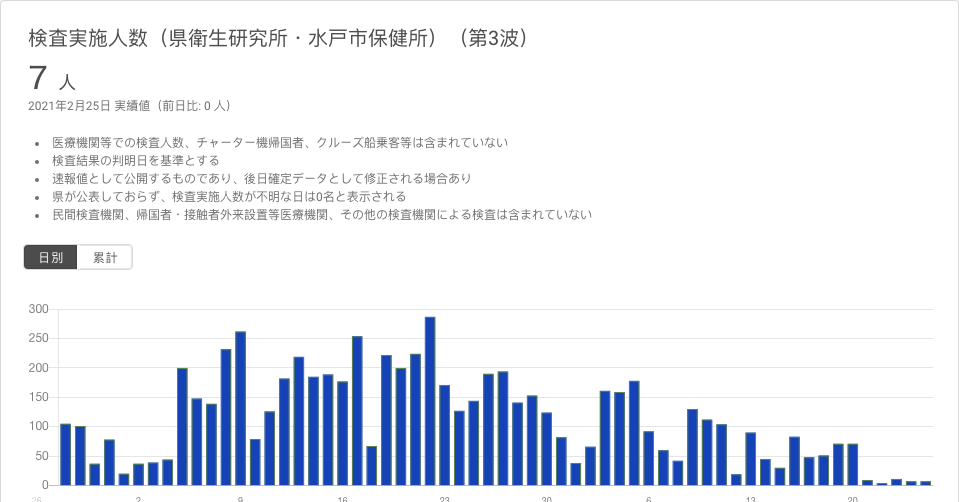 検査実施人数（県衛生研究所・水戸市保健所）（第3波）
7 人
2021年2月25日 実績値（前日比: 0 人）
• 医療機関等での検査人数、チャーター機帰国者、クルーズ船乗客等は含まれていない
• 検査結果の判明日を基準とする
• 速報値として公開するものであり、後日確定データとして修正される場合あり
• 県が公表しておらず、検査実施人数が不明な日は0名と表示される
• 民間検査機関、帰国者・接触者外来設置等医療機関、その他の検査機関による検査は含まれていない
日別 累計
300
250
200
150
100
50
0
2 9 16 23 30 6 13 20